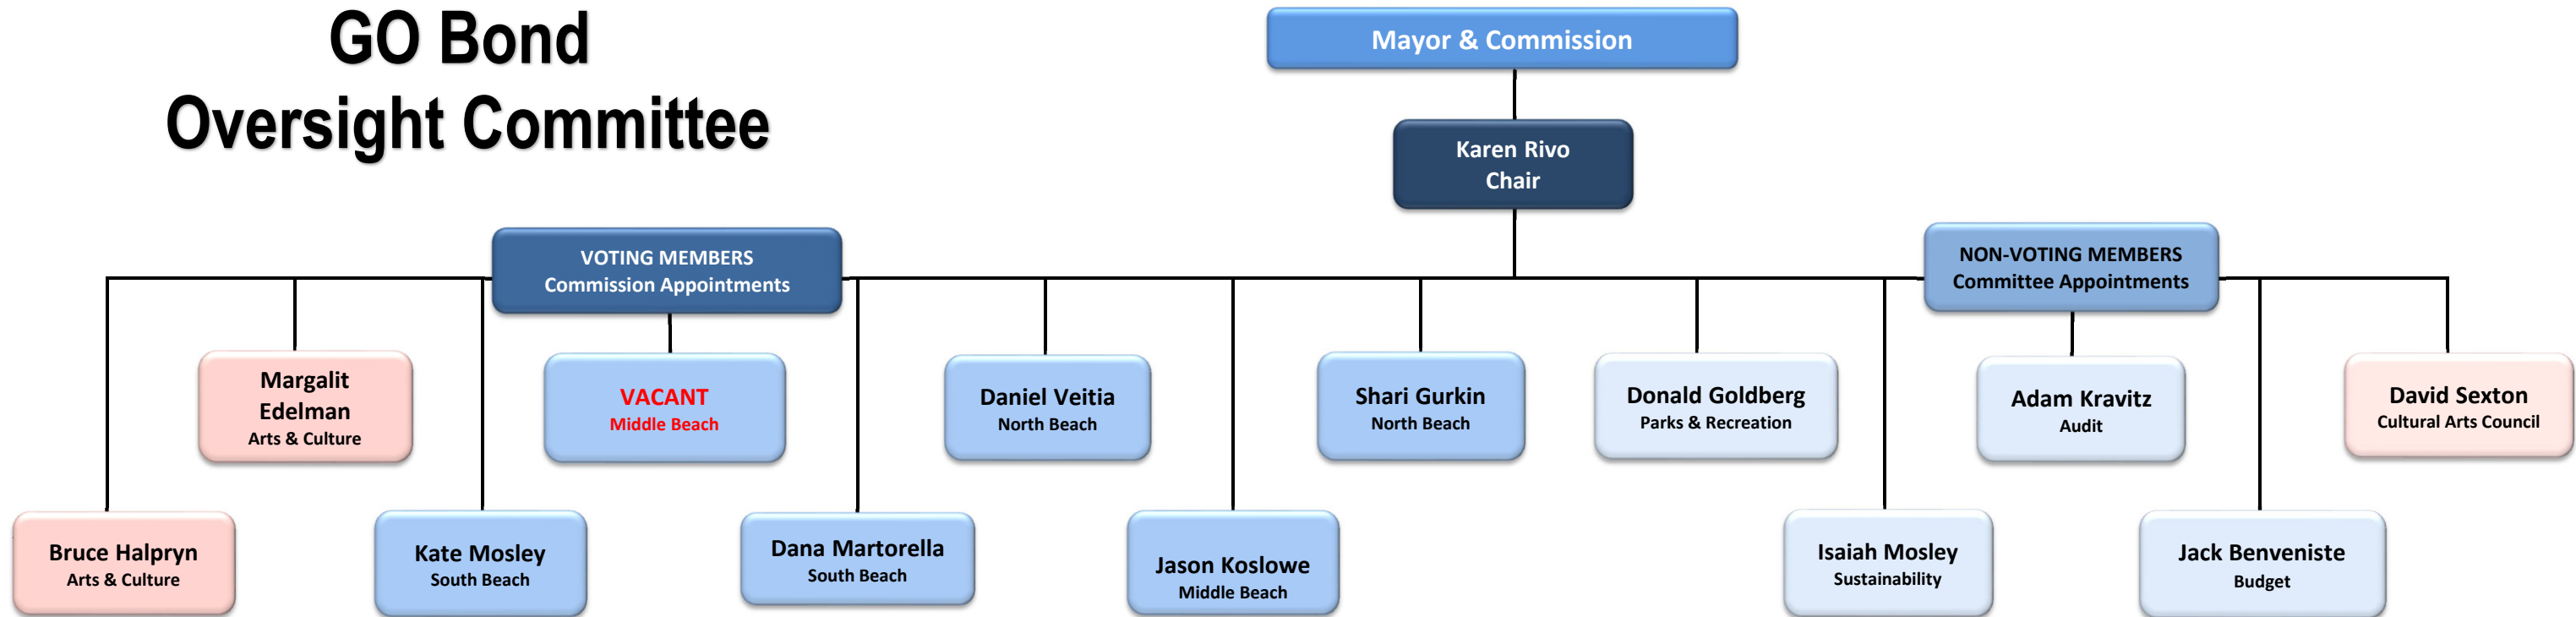 GO Bond
Oversight Committee
Mayor & Commission
Karen Rivo
Chair
VOTING MEMBERS
Commission Appointments
NON-VOTING MEMBERS
Committee Appointments
Margalit
Edelman
Arts & Culture
VACANT
Middle Beach
Daniel Veitia
North Beach
Shari Gurkin
North Beach
Donald Goldberg
Parks & Recreation
Adam Kravitz
Audit
David Sexton
Cultural Arts Council
Bruce Halpryn
Arts & Culture
Kate Mosley
South Beach
Dana Martorella
South Beach
Jason Koslowe
Middle Beach
Isaiah Mosley
Sustainability
Jack Benveniste
Budget